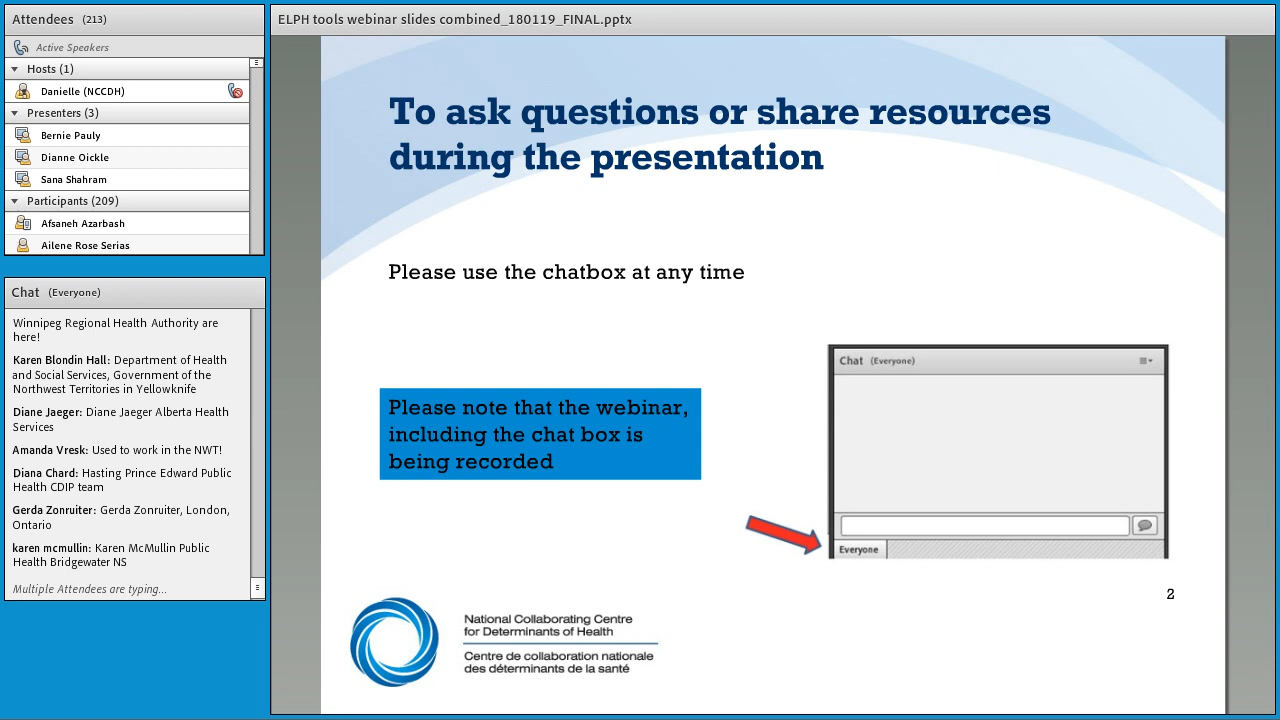 Attendees (213)
Active Speakers
Hosts (1)
Danielle (NCCDH)
Presenters (3)
Bernie Pauly
Dianne Oickle
Sana Shahram
Participants (209)
Afsaneh Azarbash
Ailene Rose Serias
Chat (Everyone)
Winnipeg Regional Health Authority are
here!
Karen Blondin Hall: Department of Health
and Social Services, Government of the
Northwest Territories in Yellowknife
Diane Jaeger: Diane Jaeger Alberta Health
Services
Amanda Vresk: Used to work in the NWT!
Diana Chard: Hasting Prince Edward Public
Health CDIP team
Gerda Zonruiter: Gerda Zonruiter, London,
Ontario
karen mcmullin: Karen McMullin Public
Health Bridgewater NS
Multiple Attendees are typing...
ELPH tools webinar slides combined_180119_FINAL.pptx
To ask questions or share resources
during the presentation
Please use the chatbox at any time
Please note that the webinar,
including the chat box is
being recorded
Chat (Everyone)
Everyone
2
National Collaborating Centre
for Determinants of Health
Centre de collaboration nationale
des déterminants de la santé